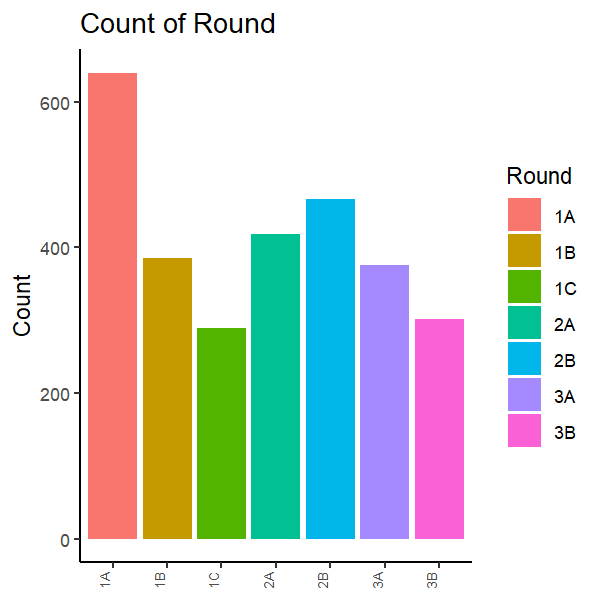 Count of Round
Count
600
400
200
0
1A
1B
1C
2A
2B
3A
3B
Round
1A
1B
1C
2A
2B
3A
3B